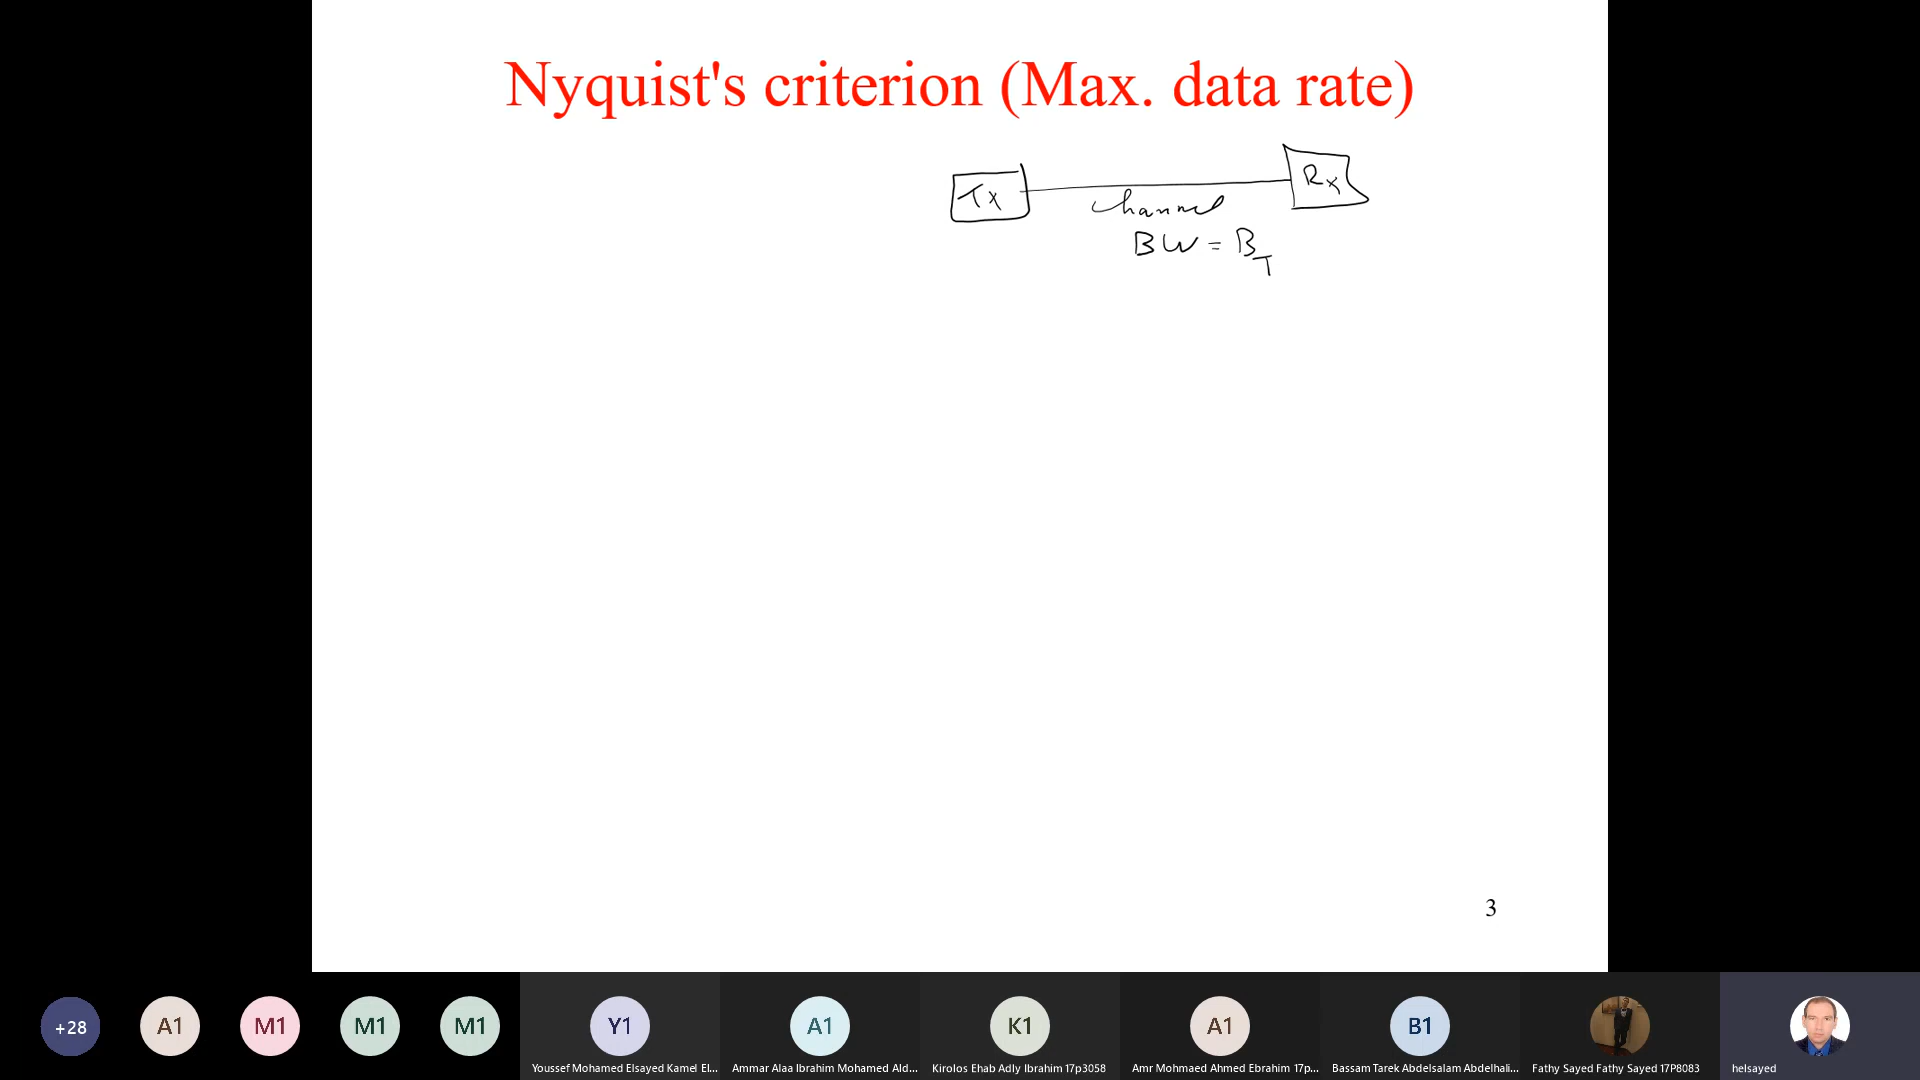 Nyquist's criterion (Max. data rate)
Tx
Rx
channel
BW = B_T
3
+28
A1
M1
M1
M1
Y1
A1
K1
A1
B1
Youssef Mohamed Elsayed Kamel El...
Ammar Alaa Ibrahim Mohamed Ald...
Kirolos Ehab Adly Ibrahim 17p3058
Amr Mohmaed Ahmed Ebrahim 17p...
Bassam Tarek Abdelsalam Abdelhali...
Fathy Sayed Fathy Sayed 17P8083
helsayed